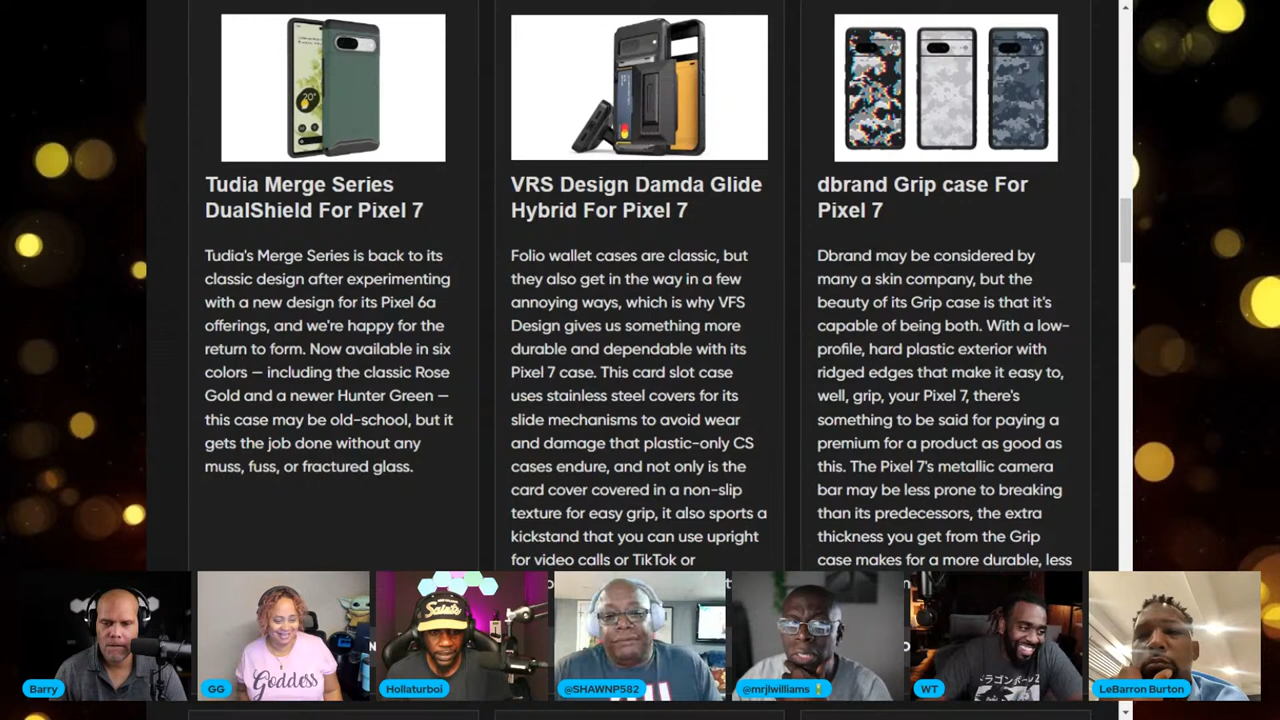 Tudia Merge Series
DualShield For Pixel 7
Tudia's Merge Series is back to its
classic design after experimenting
with a new design for its Pixel 6a
offerings, and we're happy for the
return to form. Now available in six
colors — including the classic Rose
Gold and a newer Hunter Green —
this case may be old-school, but it
gets the job done without any
muss, fuss, or fractured glass.
VRS Design Damda Glide
Hybrid For Pixel 7
Folio wallet cases are classic, but
they also get in the way in a few
annoying ways, which is why VFS
Design gives us something more
durable and dependable with its
Pixel 7 case. This card slot case
uses stainless steel covers for its
slide mechanisms to avoid wear
and damage that plastic-only CS
cases endure, and not only is the
card cover covered in a non-slip
texture for easy grip, it also sports a
kickstand that you can use upright
for video calls or TikTok or
dbrand Grip case For
Pixel 7
Dbrand may be considered by
many a skin company, but the
beauty of its Grip case is that it's
capable of being both. With a low-
profile, hard plastic exterior with
ridged edges that make it easy to,
well, grip, your Pixel 7, there's
something to be said for paying a
premium for a product as good as
this. The Pixel 7's metallic camera
bar may be less prone to breaking
than its predecessors, the extra
thickness you get from the Grip
case makes for a more durable, less
Saints
Goddess
ドラゴンボールZ
Barry
GG
Hollaturboi
@SHAWNP582
@mrjlwilliams
WT
LeBarron Burton